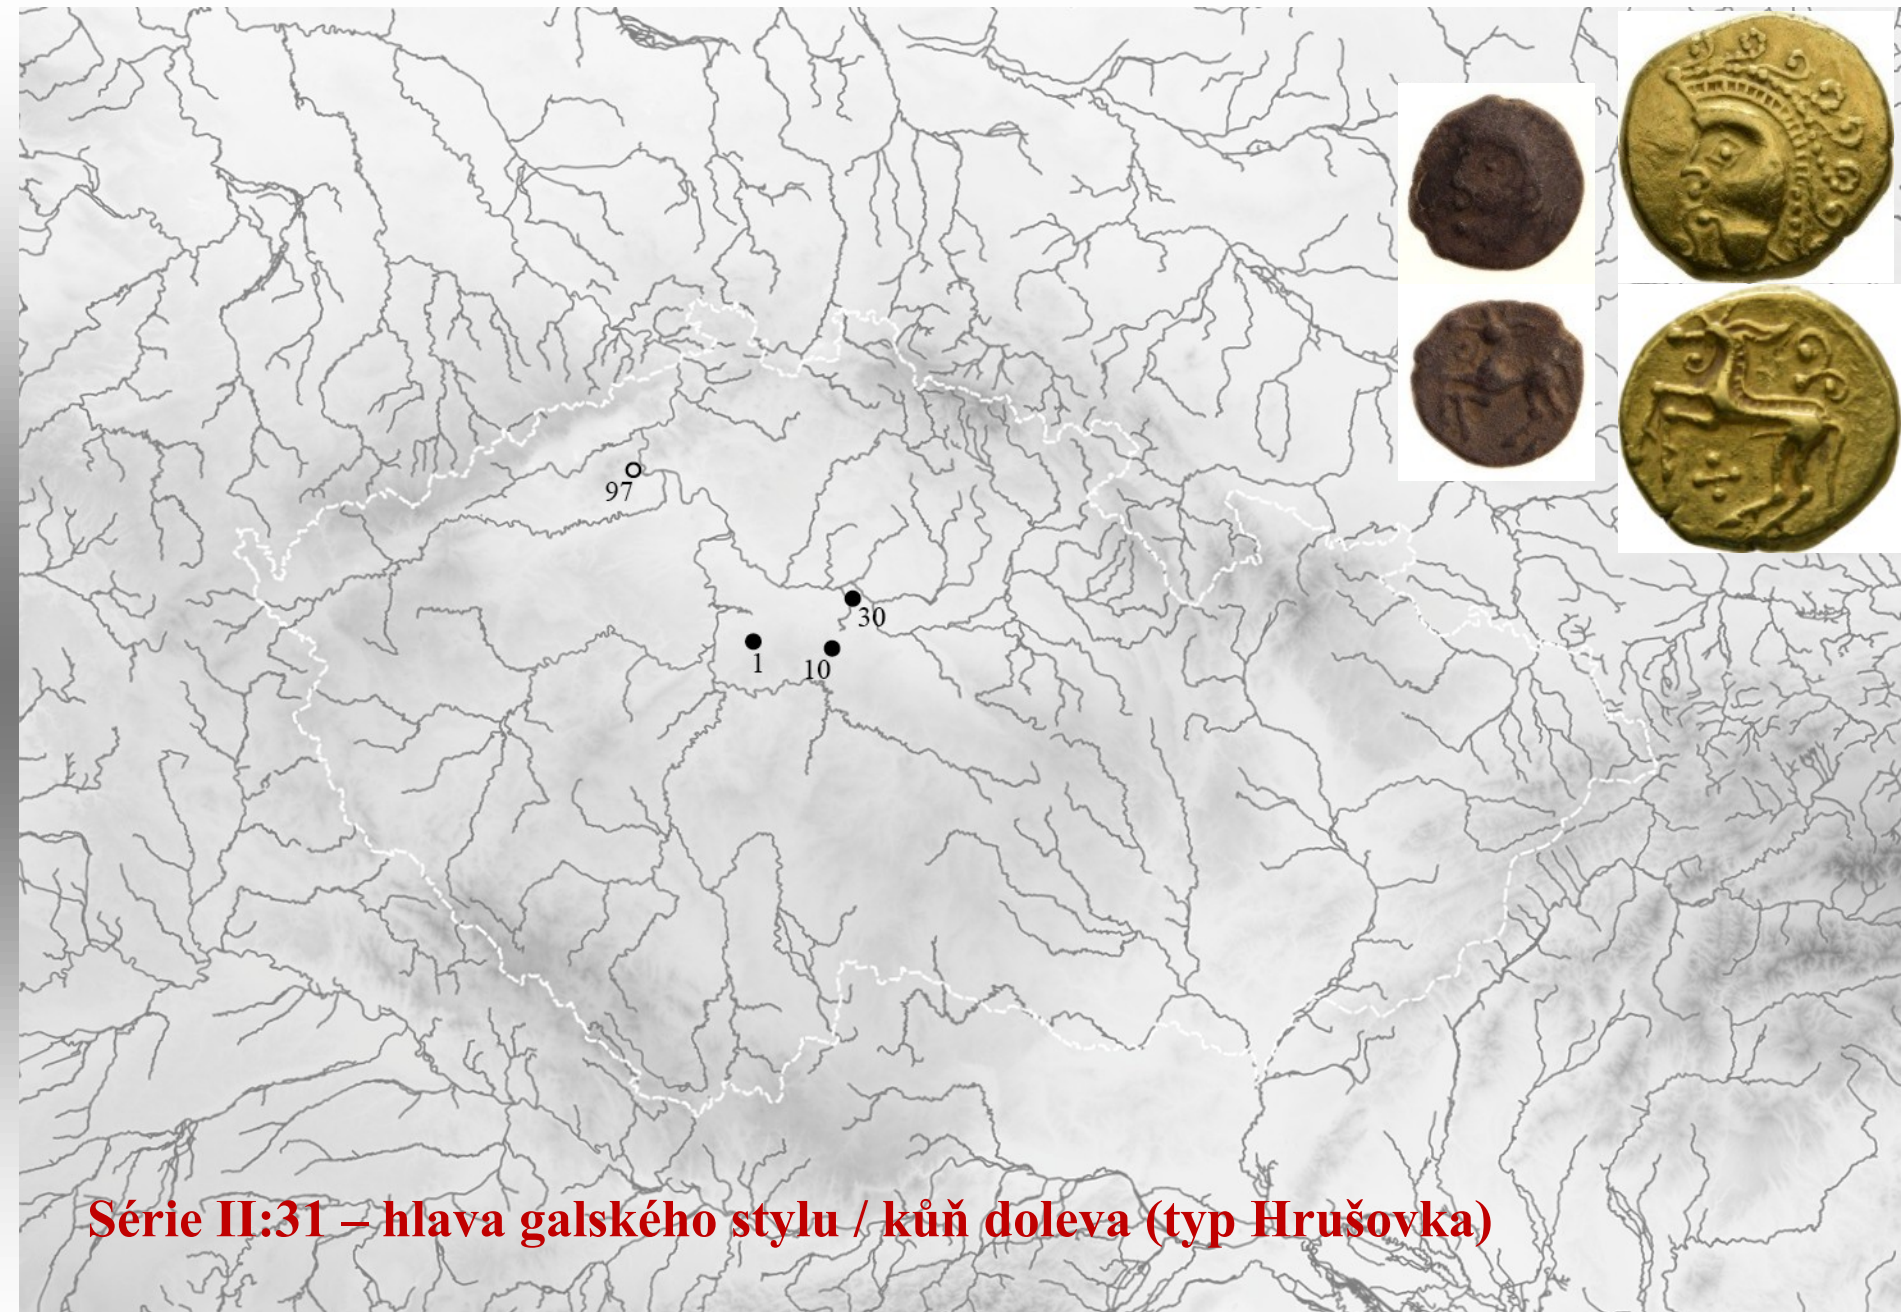 97
30
1
10
Série II:31 – hlava galského stylu / kůň doleva (typ Hrušovka)